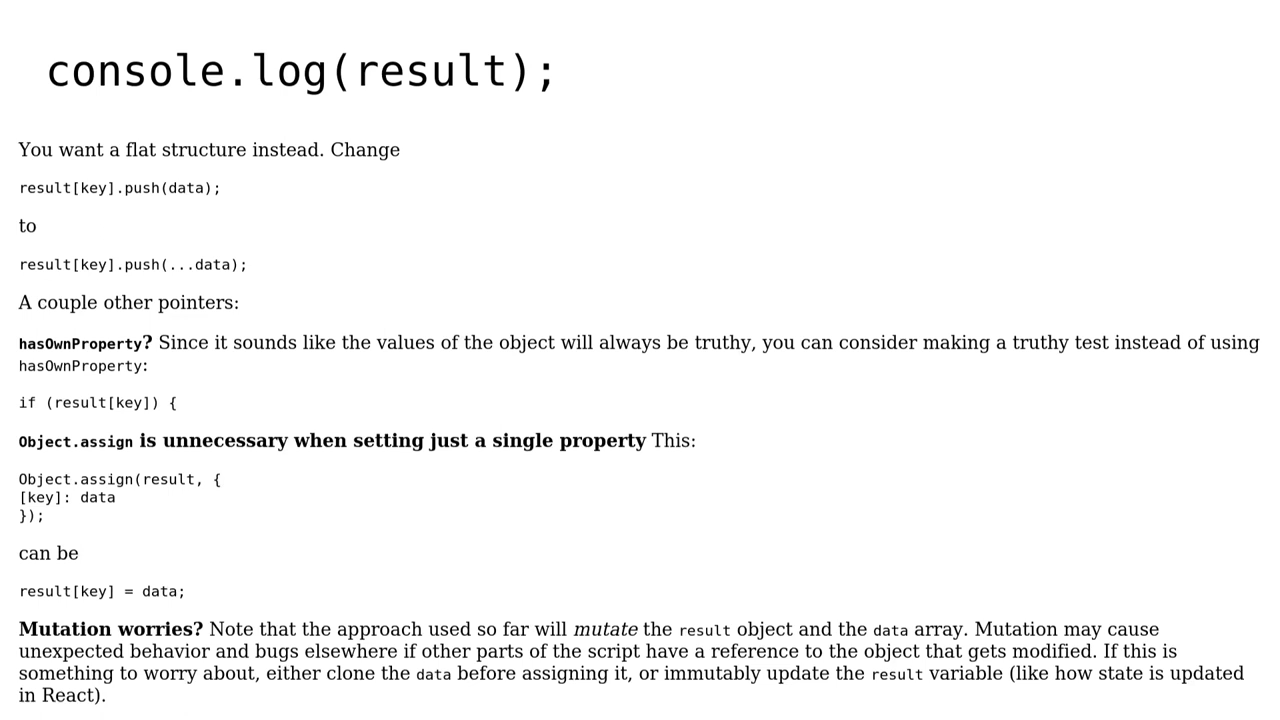 console.log(result);
You want a flat structure instead. Change
result[key].push(data);
to
result[key].push(...data);
A couple other pointers:
hasOwnProperty? Since it sounds like the values of the object will always be truthy, you can consider making a truthy test instead of using
hasOwnProperty:
if (result[key]) {
Object.assign is unnecessary when setting just a single property This:
Object.assign(result, {
[key]: data
});
can be
result[key] = data;
Mutation worries? Note that the approach used so far will mutate the result object and the data array. Mutation may cause
unexpected behavior and bugs elsewhere if other parts of the script have a reference to the object that gets modified. If this is
something to worry about, either clone the data before assigning it, or immutably update the result variable (like how state is updated
in React).